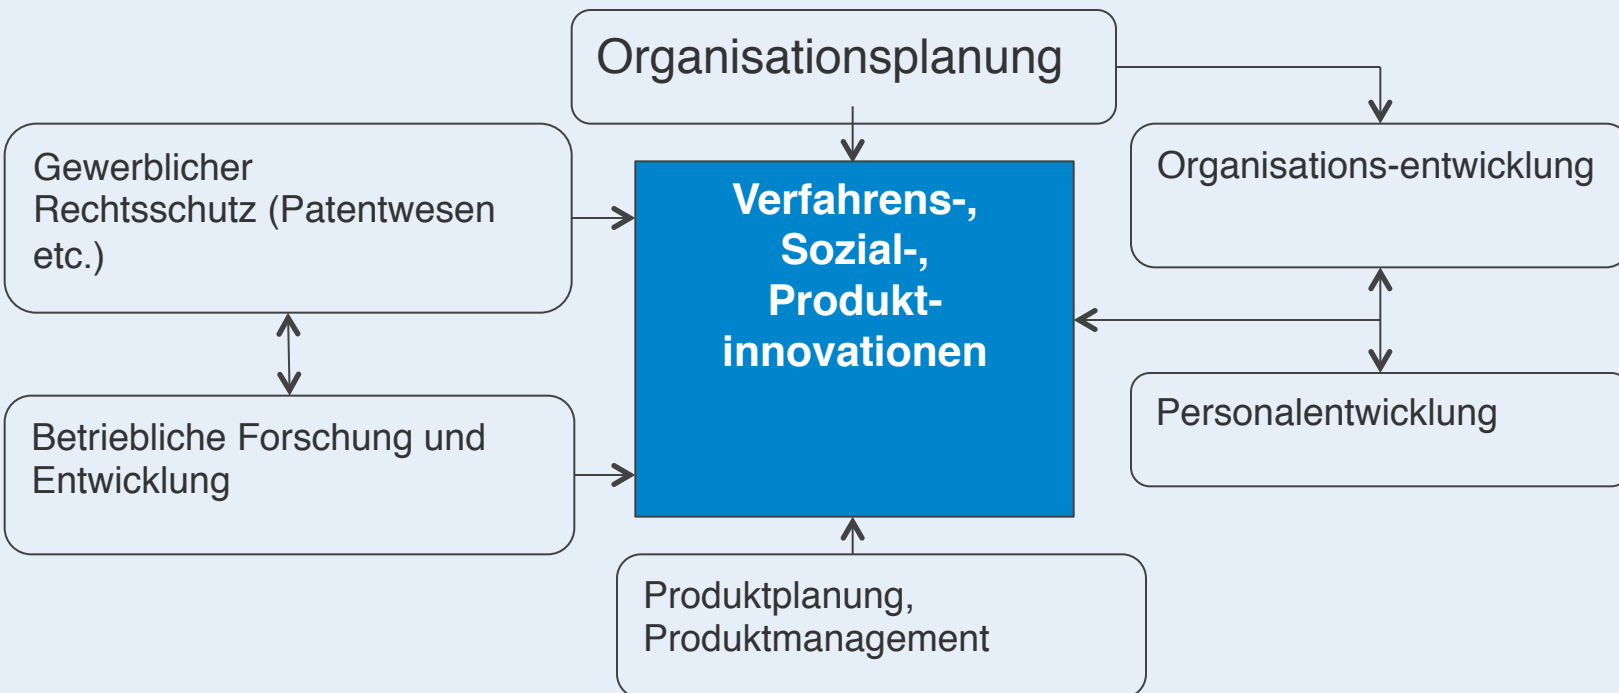 Organisationsplanung
Gewerblicher
Rechtsschutz (Patentwesen
etc.)
Verfahrens-,
Sozial-,
Produkt-
innovationen
Organisations-entwicklung
Betriebliche Forschung und
Entwicklung
Personalentwicklung
Produktplanung,
Produktmanagement